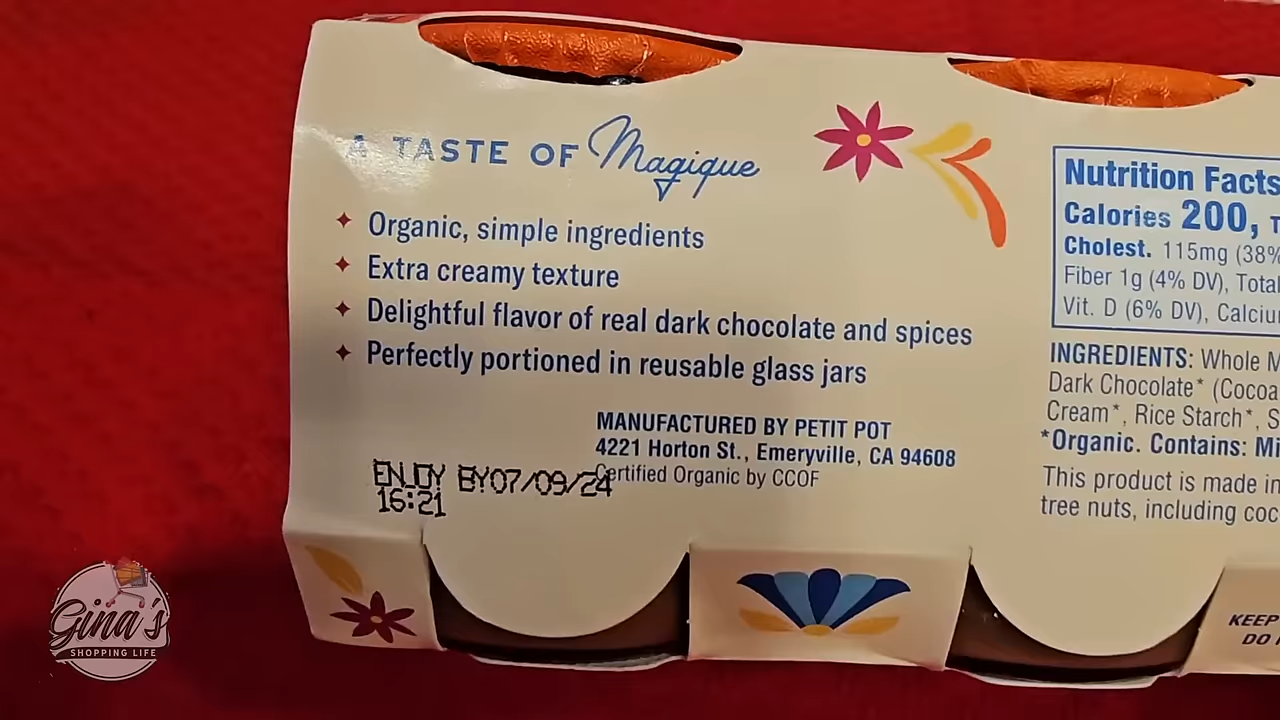 A TASTE OF Magique
Organic, simple ingredients
Extra creamy texture
Delightful flavor of real dark chocolate and spices
Perfectly portioned in reusable glass jars
MANUFACTURED BY PETIT POT
4221 Horton St., Emeryville, CA 94608
Certified Organic by CCOF
ENJOY BY07/09/24
16:21
Nutrition Facts
Calories 200, T
Cholest. 115mg (38%
Fiber 1g (4% DV), Total
Vit. D (6% DV), Calciu
INGREDIENTS: Whole M
Dark Chocolate* (Cocoa
Cream*, Rice Starch*, S
*Organic. Contains: Mi
This product is made in
tree nuts, including coc
KEEP
DO
Gina's
SHOPPING LIFE